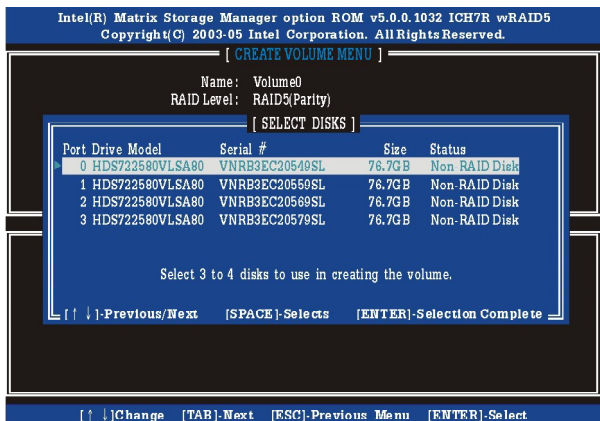 Intel(R) Matrix Storage Manager option ROM v5.0.0.1032 ICH7R wRAID5
Copyright(C) 2003-05 Intel Corporation. All Rights Reserved.
[ CREATE VOLUME MENU ]
Name: Volume0
RAID Level: RAID5(Parity)
[ SELECT DISKS ]
Port Drive Model Serial # Size Status
0 HDS722580VLSA80 VNRB3EC20549SL 76.7GB Non-RAID Disk
1 HDS722580VLSA80 VNRB3EC20559SL 76.7GB Non-RAID Disk
2 HDS722580VLSA80 VNRB3EC20569SL 76.7GB Non-RAID Disk
3 HDS722580VLSA80 VNRB3EC20579SL 76.7GB Non-RAID Disk
Select 3 to 4 disks to use in creating the volume.
[↑ ↓]-Previous/Next [SPACE]-Selects [ENTER]-Selection Complete
[↑ ↓]Change [TAB]-Next [ESC]-Previous Menu [ENTER]-Select